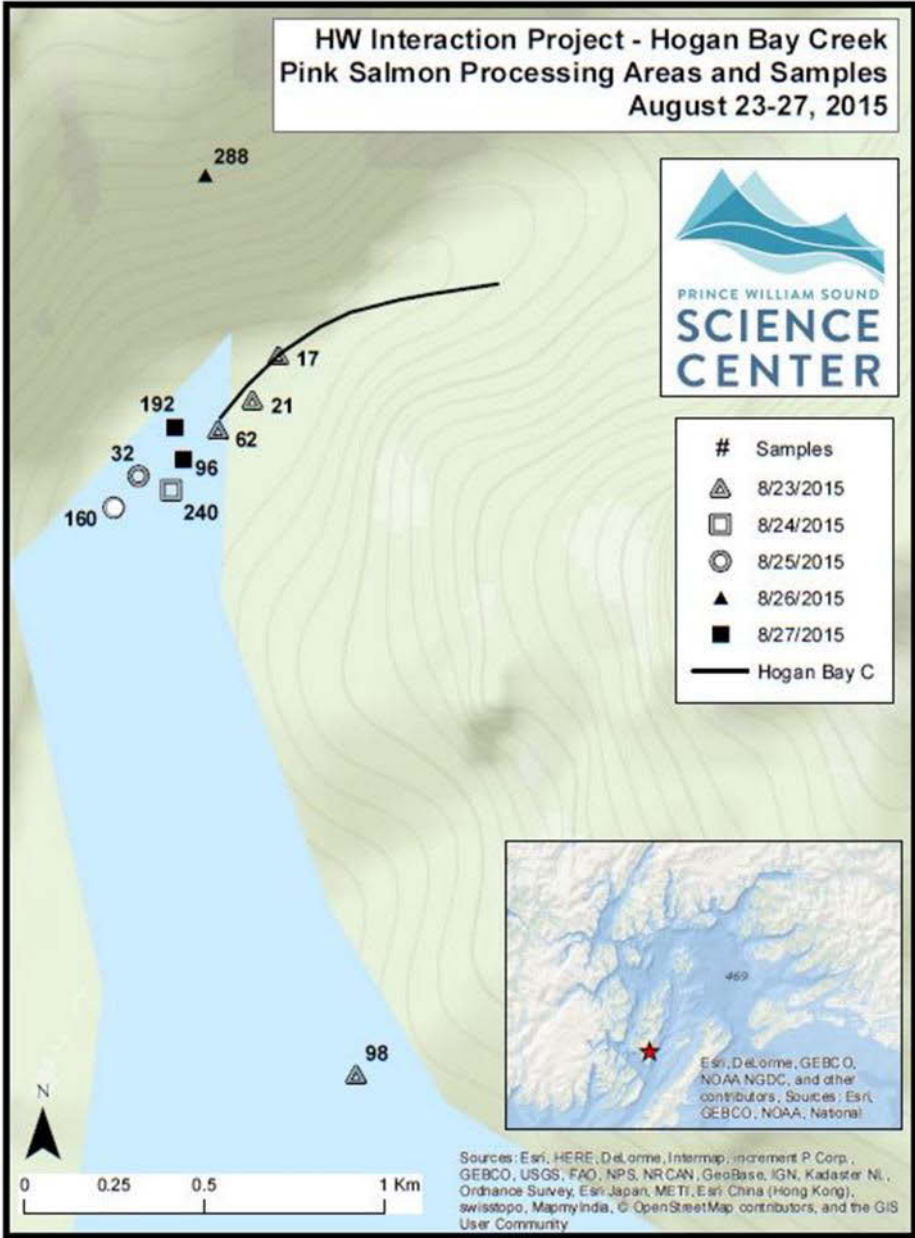 HW Interaction Project - Hogan Bay Creek
Pink Salmon Processing Areas and Samples
August 23-27, 2015
288
PRINCE WILLIAM SOUND
SCIENCE
CENTER
17
21
62
192
32
96
160
240
# Samples
8/23/2015
8/24/2015
8/25/2015
8/26/2015
8/27/2015
Hogan Bay C
469
Esri, DeLorme, GEBCO,
NOAA NGDC, and other
contributors, Sources: Esri,
GEBCO, NOAA, National
98
N
0 0.25 0.5 1 Km
Sources: Esri, HERE, DeLorme, Intermap, increment P Corp.,
GEBCO, USGS, FAO, NPS, NRCAN, GeoBase, IGN, Kadaster NL,
Ordnance Survey, Esri Japan, METI, Esri China (Hong Kong),
swisstopo, MapmyIndia, © OpenStreetMap contributors, and the GIS
User Community